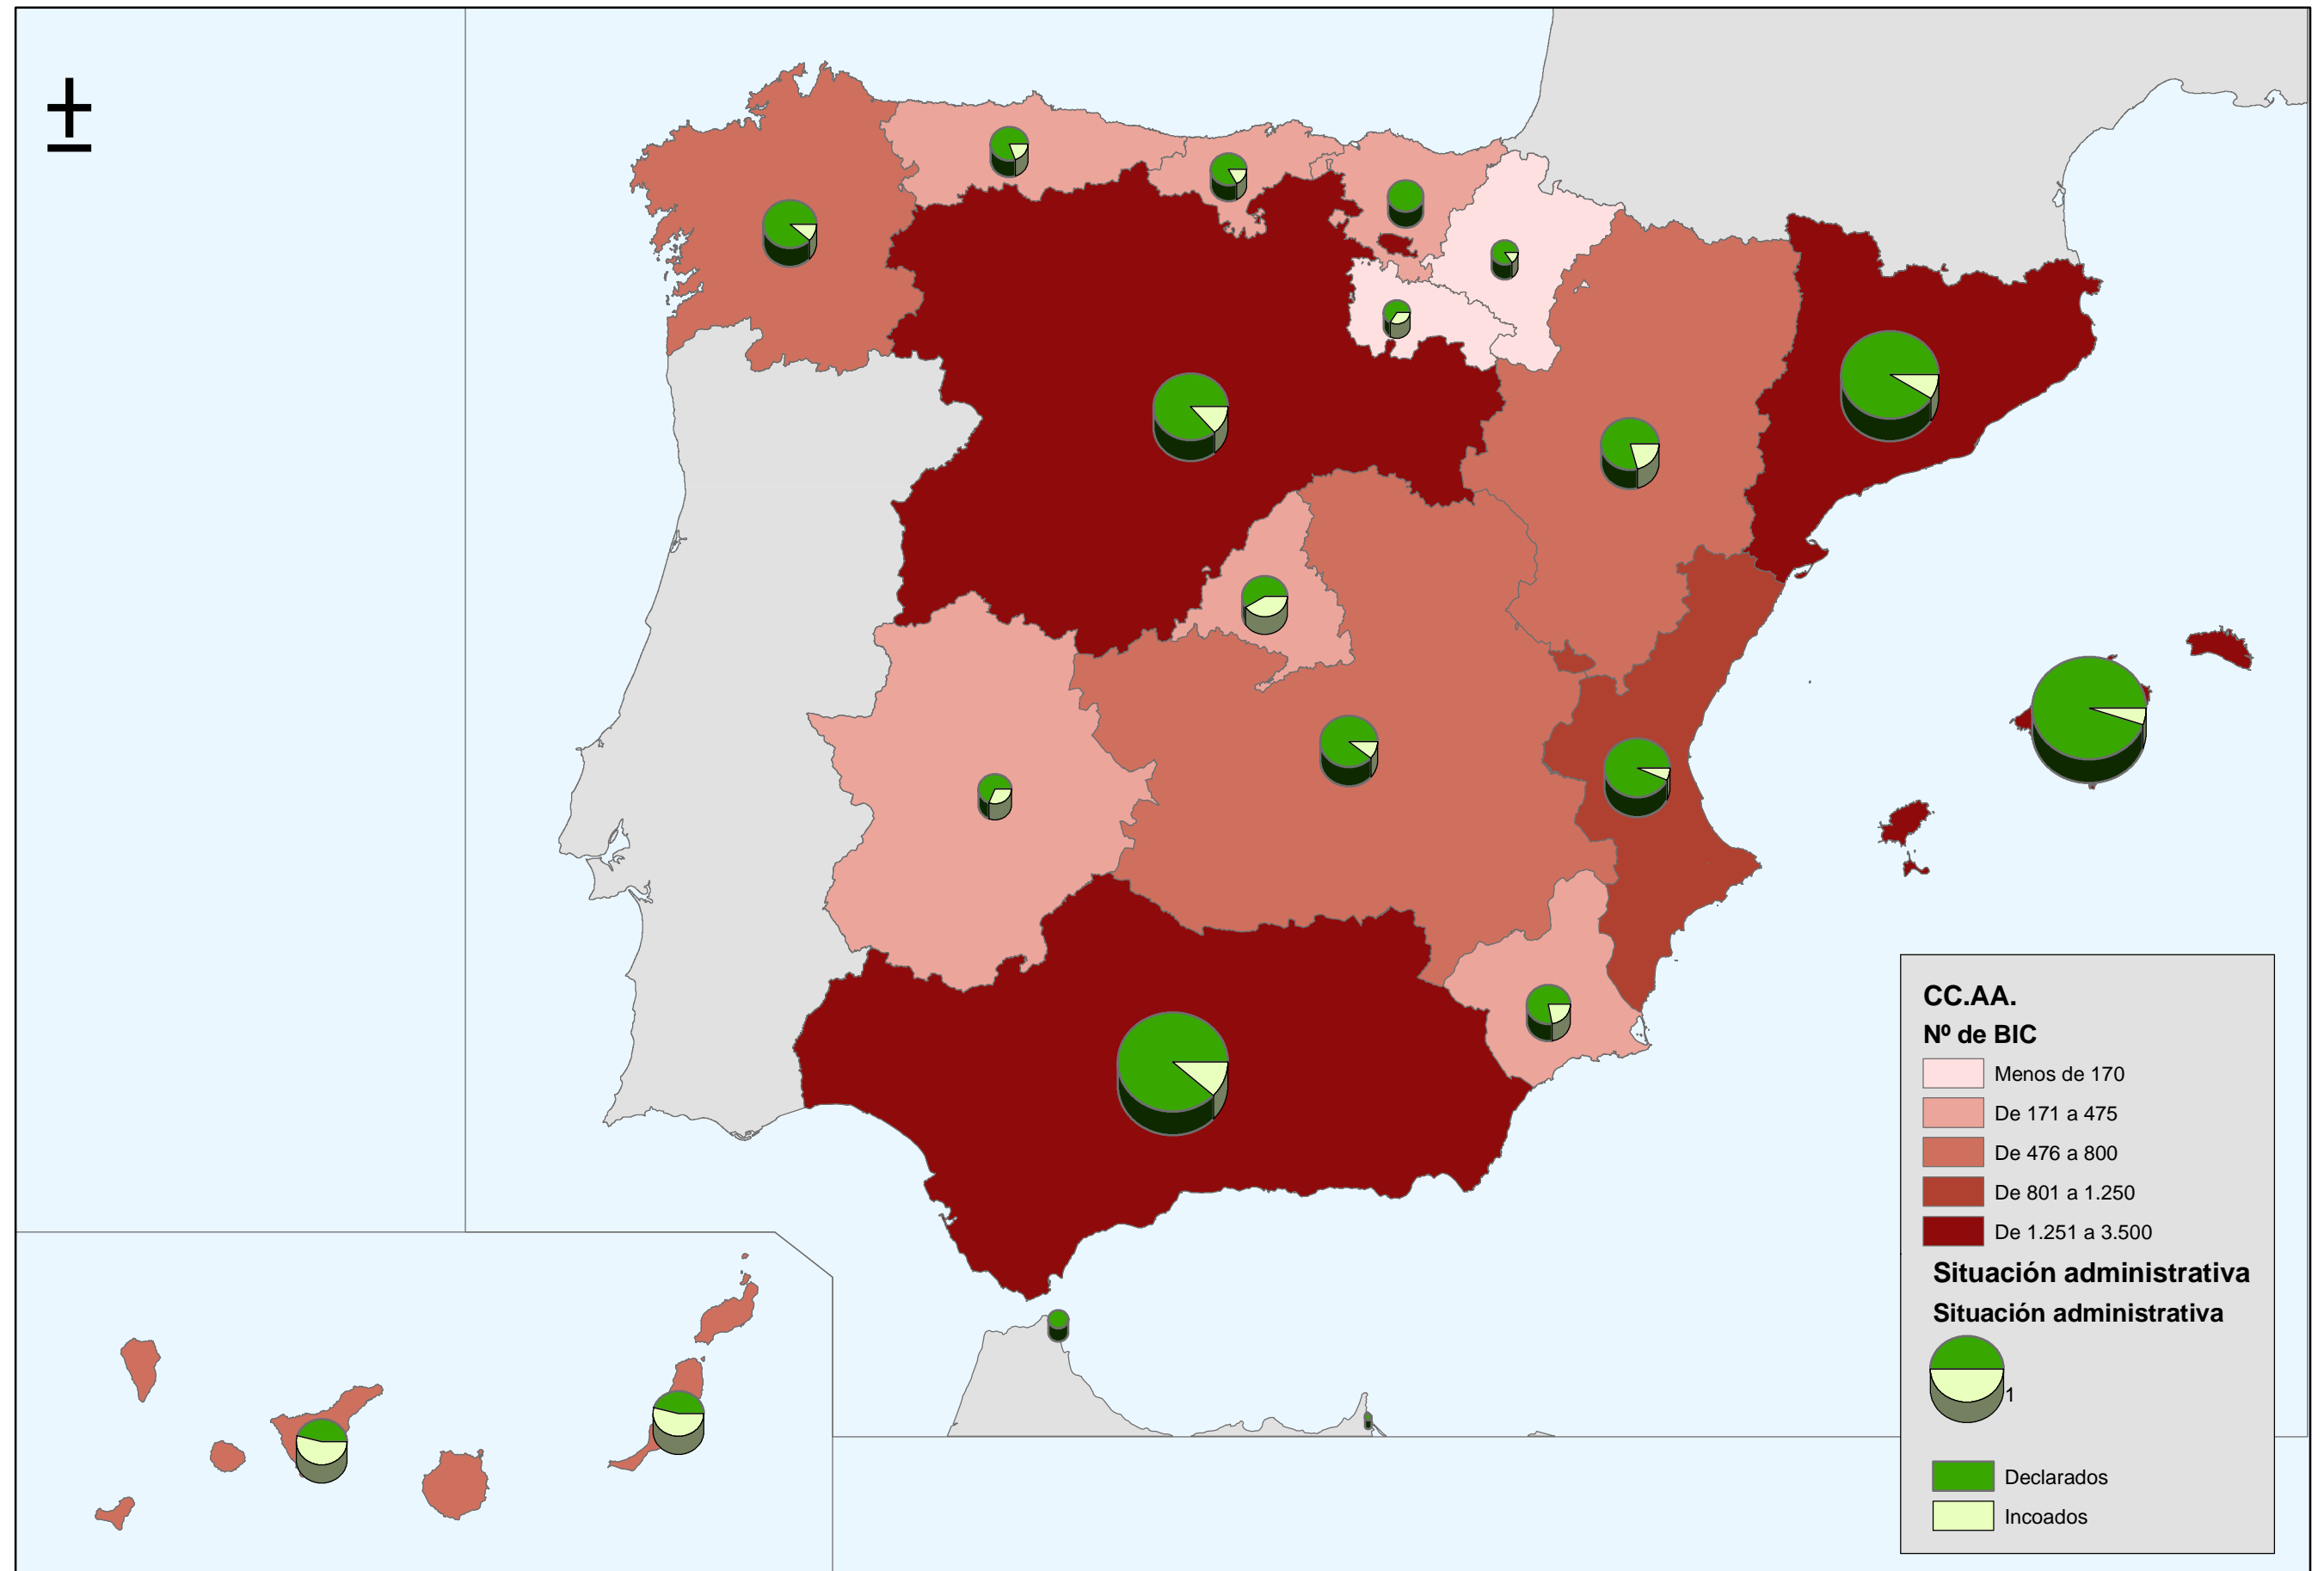 ±
CC.AA.
Nº de BIC
Menos de 170
De 171 a 475
De 476 a 800
De 801 a 1.250
De 1.251 a 3.500
Situación administrativa
Situación administrativa
1
Declarados
Incoados